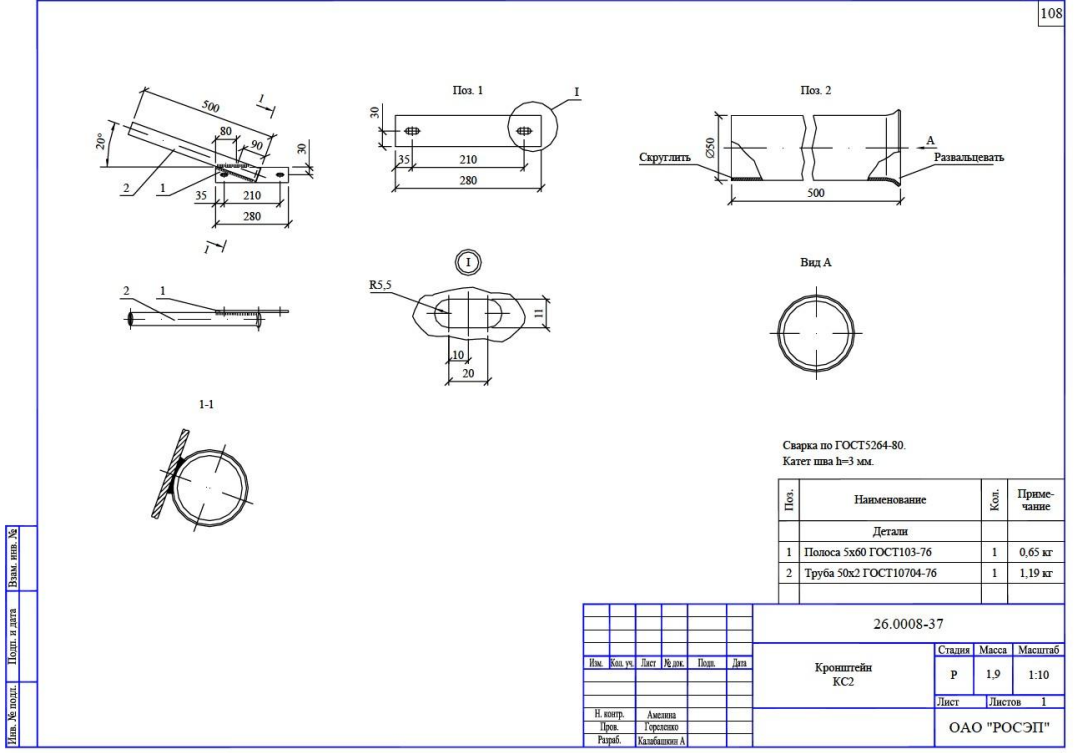 108
Поз. 1
I
30
35
210
280
Поз. 2
Скруглить
∅50
А
Развальцевать
500
500
1
80
90
20°
30
2
1
35
210
280
1
I
R5,5
11
10
20
Вид А
2
1
1-1
Сварка по ГОСТ5264-80.
Катет шва h=3 мм.
Поз. Наименование Кол. Приме-
чание
Детали
1 Полоса 5х60 ГОСТ103-76 1 0,65 кг
2 Труба 50х2 ГОСТ10704-76 1 1,19 кг
26.0008-37
Изм. Кол. уч. Лист № док. Подп. Дата
Кронштейн
КС2
Стадия Масса Масштаб
Р 1,9 1:10
Лист Листов 1
Н. контр. Амелина
Пров. Гореленко
Разраб. Калабашкин А
ОАО "РОСЭП"
Взам. инв. №
Подп. и дата
Инв. № подл.